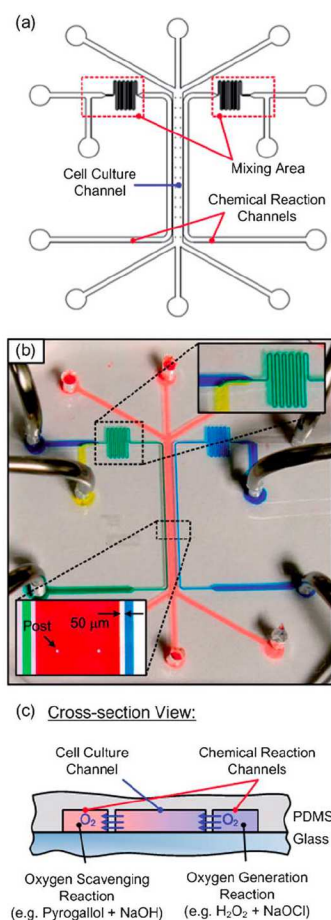 (a)
Cell Culture
Channel
Mixing Area
Chemical Reaction
Channels
(b)
Post
50 μm
(c) Cross-section View:
Cell Culture
Channel
Chemical Reaction
Channels
O₂
O₂
PDMS
Glass
Oxygen Scavenging
Reaction
(e.g. Pyrogallol + NaOH)
Oxygen Generation
Reaction
(e.g. H₂O₂ + NaOCl)